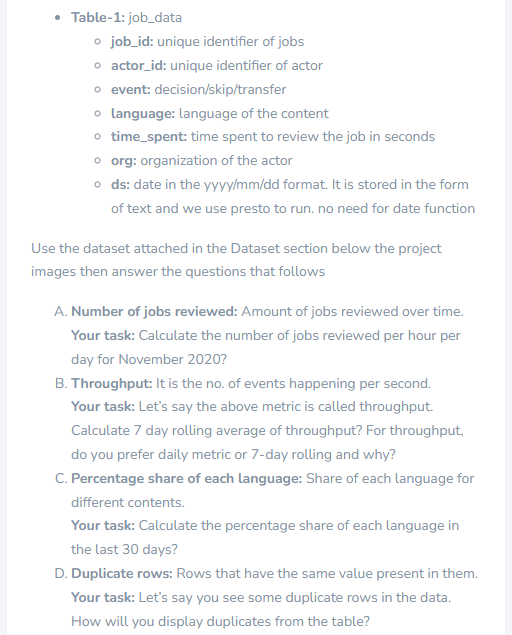 • Table-1: job_data
○ job_id: unique identifier of jobs
○ actor_id: unique identifier of actor
○ event: decision/skip/transfer
○ language: language of the content
○ time_spent: time spent to review the job in seconds
○ org: organization of the actor
○ ds: date in the yyyy/mm/dd format. It is stored in the form
of text and we use presto to run. no need for date function
Use the dataset attached in the Dataset section below the project
images then answer the questions that follows
A. Number of jobs reviewed: Amount of jobs reviewed over time.
Your task: Calculate the number of jobs reviewed per hour per
day for November 2020?
B. Throughput: It is the no. of events happening per second.
Your task: Let's say the above metric is called throughput.
Calculate 7 day rolling average of throughput? For throughput,
do you prefer daily metric or 7-day rolling and why?
C. Percentage share of each language: Share of each language for
different contents.
Your task: Calculate the percentage share of each language in
the last 30 days?
D. Duplicate rows: Rows that have the same value present in them.
Your task: Let's say you see some duplicate rows in the data.
How will you display duplicates from the table?